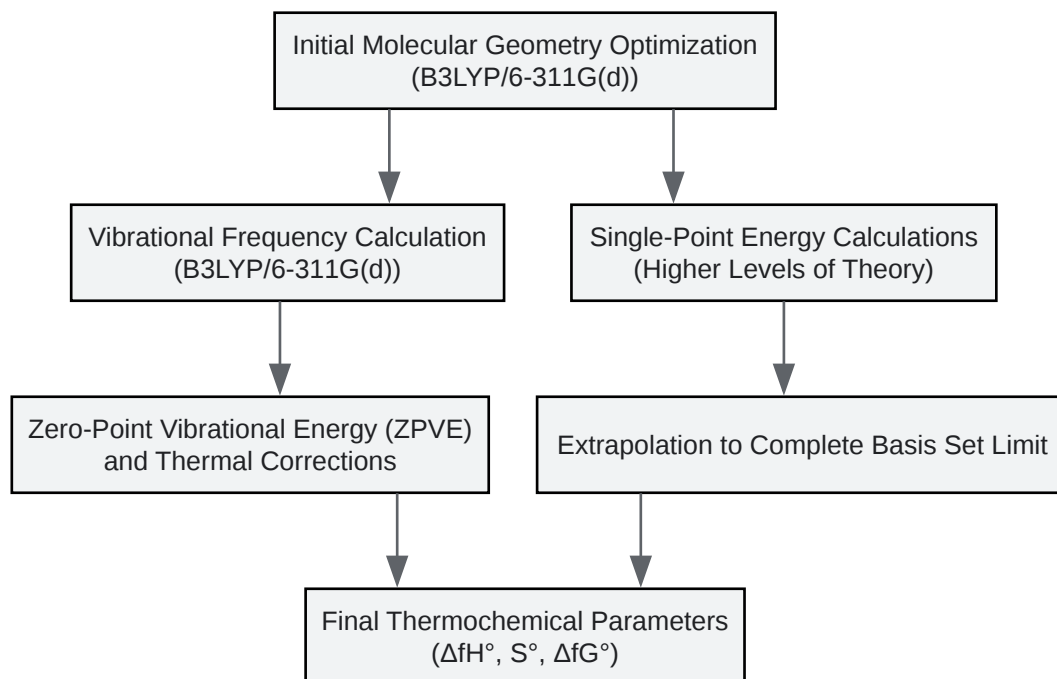 Initial Molecular Geometry Optimization
(B3LYP/6-311G(d))
Vibrational Frequency Calculation
(B3LYP/6-311G(d))
Single-Point Energy Calculations
(Higher Levels of Theory)
Zero-Point Vibrational Energy (ZPVE)
and Thermal Corrections
Extrapolation to Complete Basis Set Limit
Final Thermochemical Parameters
(ΔfH°, S°, ΔfG°)